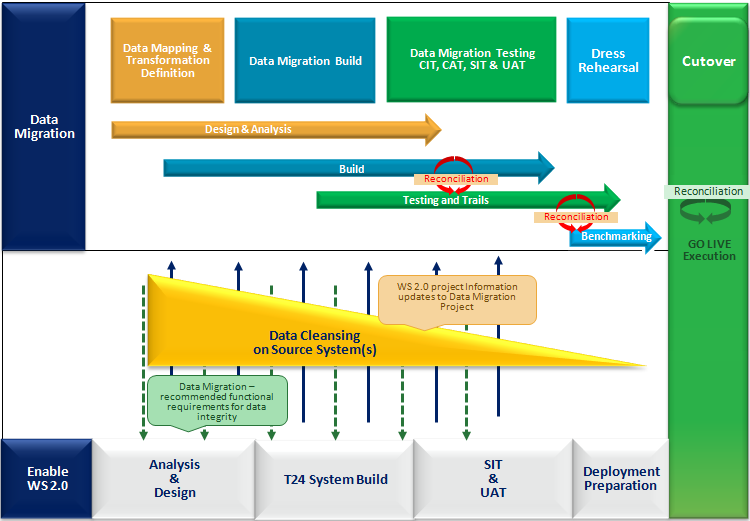 Data Mapping &
Transformation
Definition
Data Migration Build
Data Migration Testing
CIT, CAT, SIT & UAT
Dress
Rehearsal
Cutover
Data
Migration
Design & Analysis
Build
Reconciliation
Testing and Trails
Reconciliation
Benchmarking
Reconciliation
GO LIVE
Execution
WS 2.0 project Information
updates to Data Migration
Project
Data Cleansing
on Source System(s)
Data Migration –
recommended functional
requirements for data
integrity
Enable
WS 2.0
Analysis
&
Design
T24 System Build
SIT
&
UAT
Deployment
Preparation